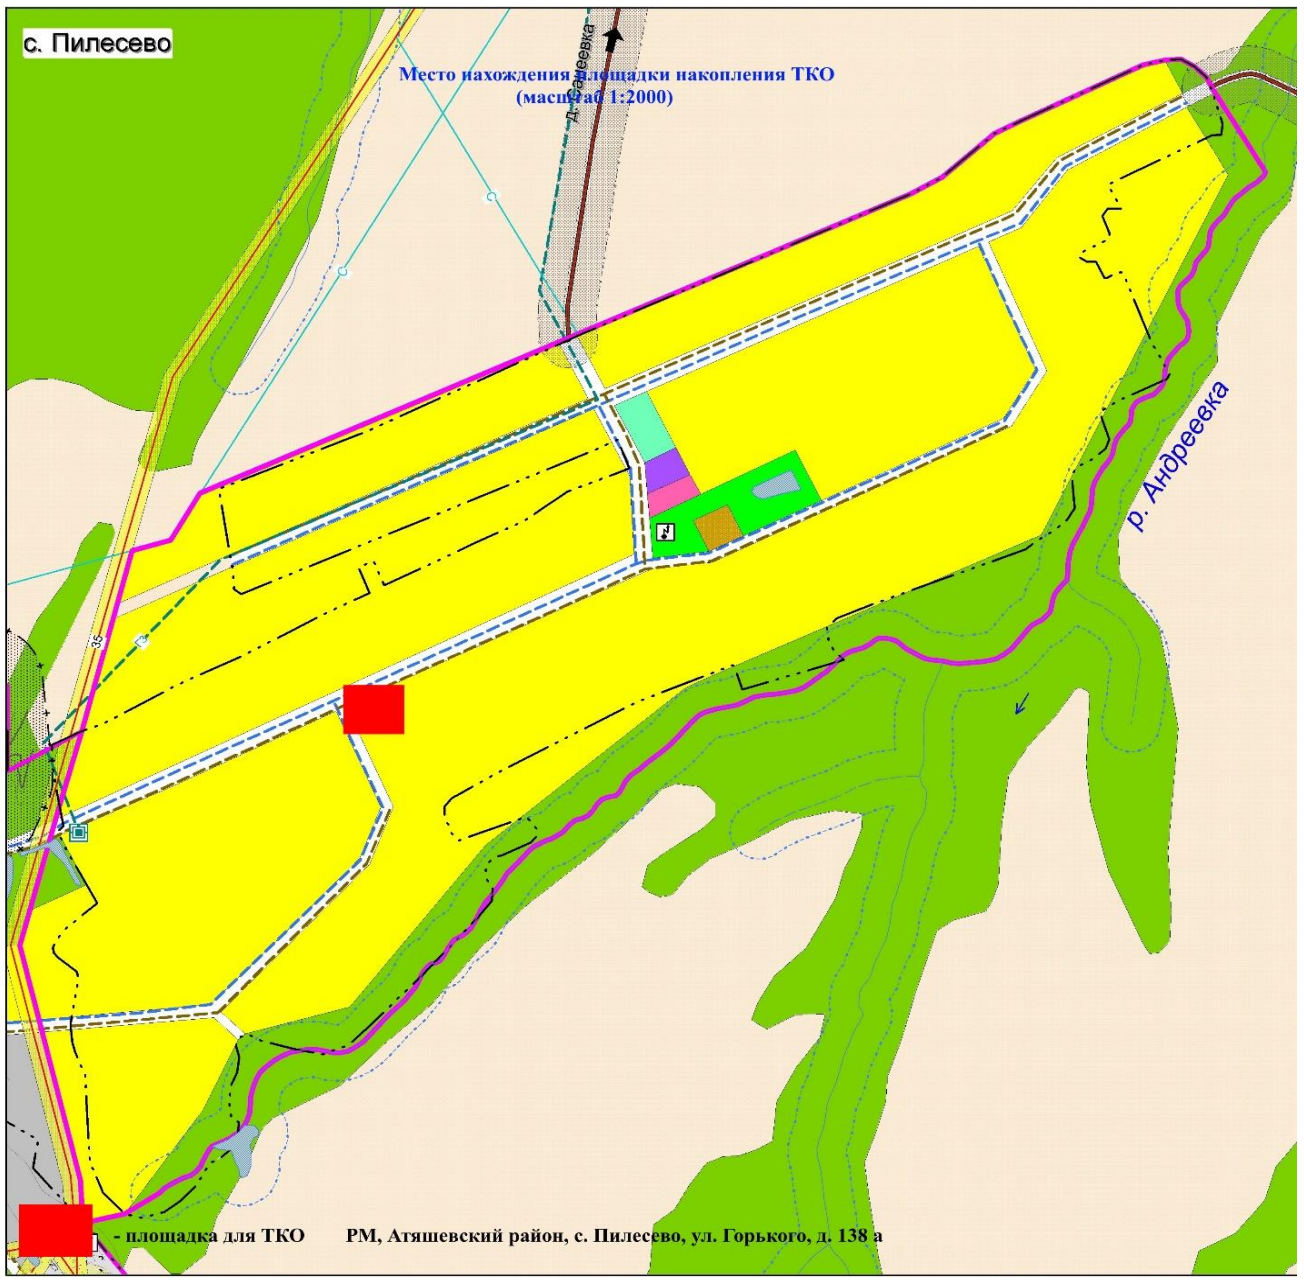 с. Пилесево
Место нахождения площадки накопления ТКО
(масштаб 1:2000)
д. Сабеевка
С
С
р. Андреевка
35
С
- площадка для ТКО РМ, Атяшевский район, с. Пилесево, ул. Горького, д. 138 а